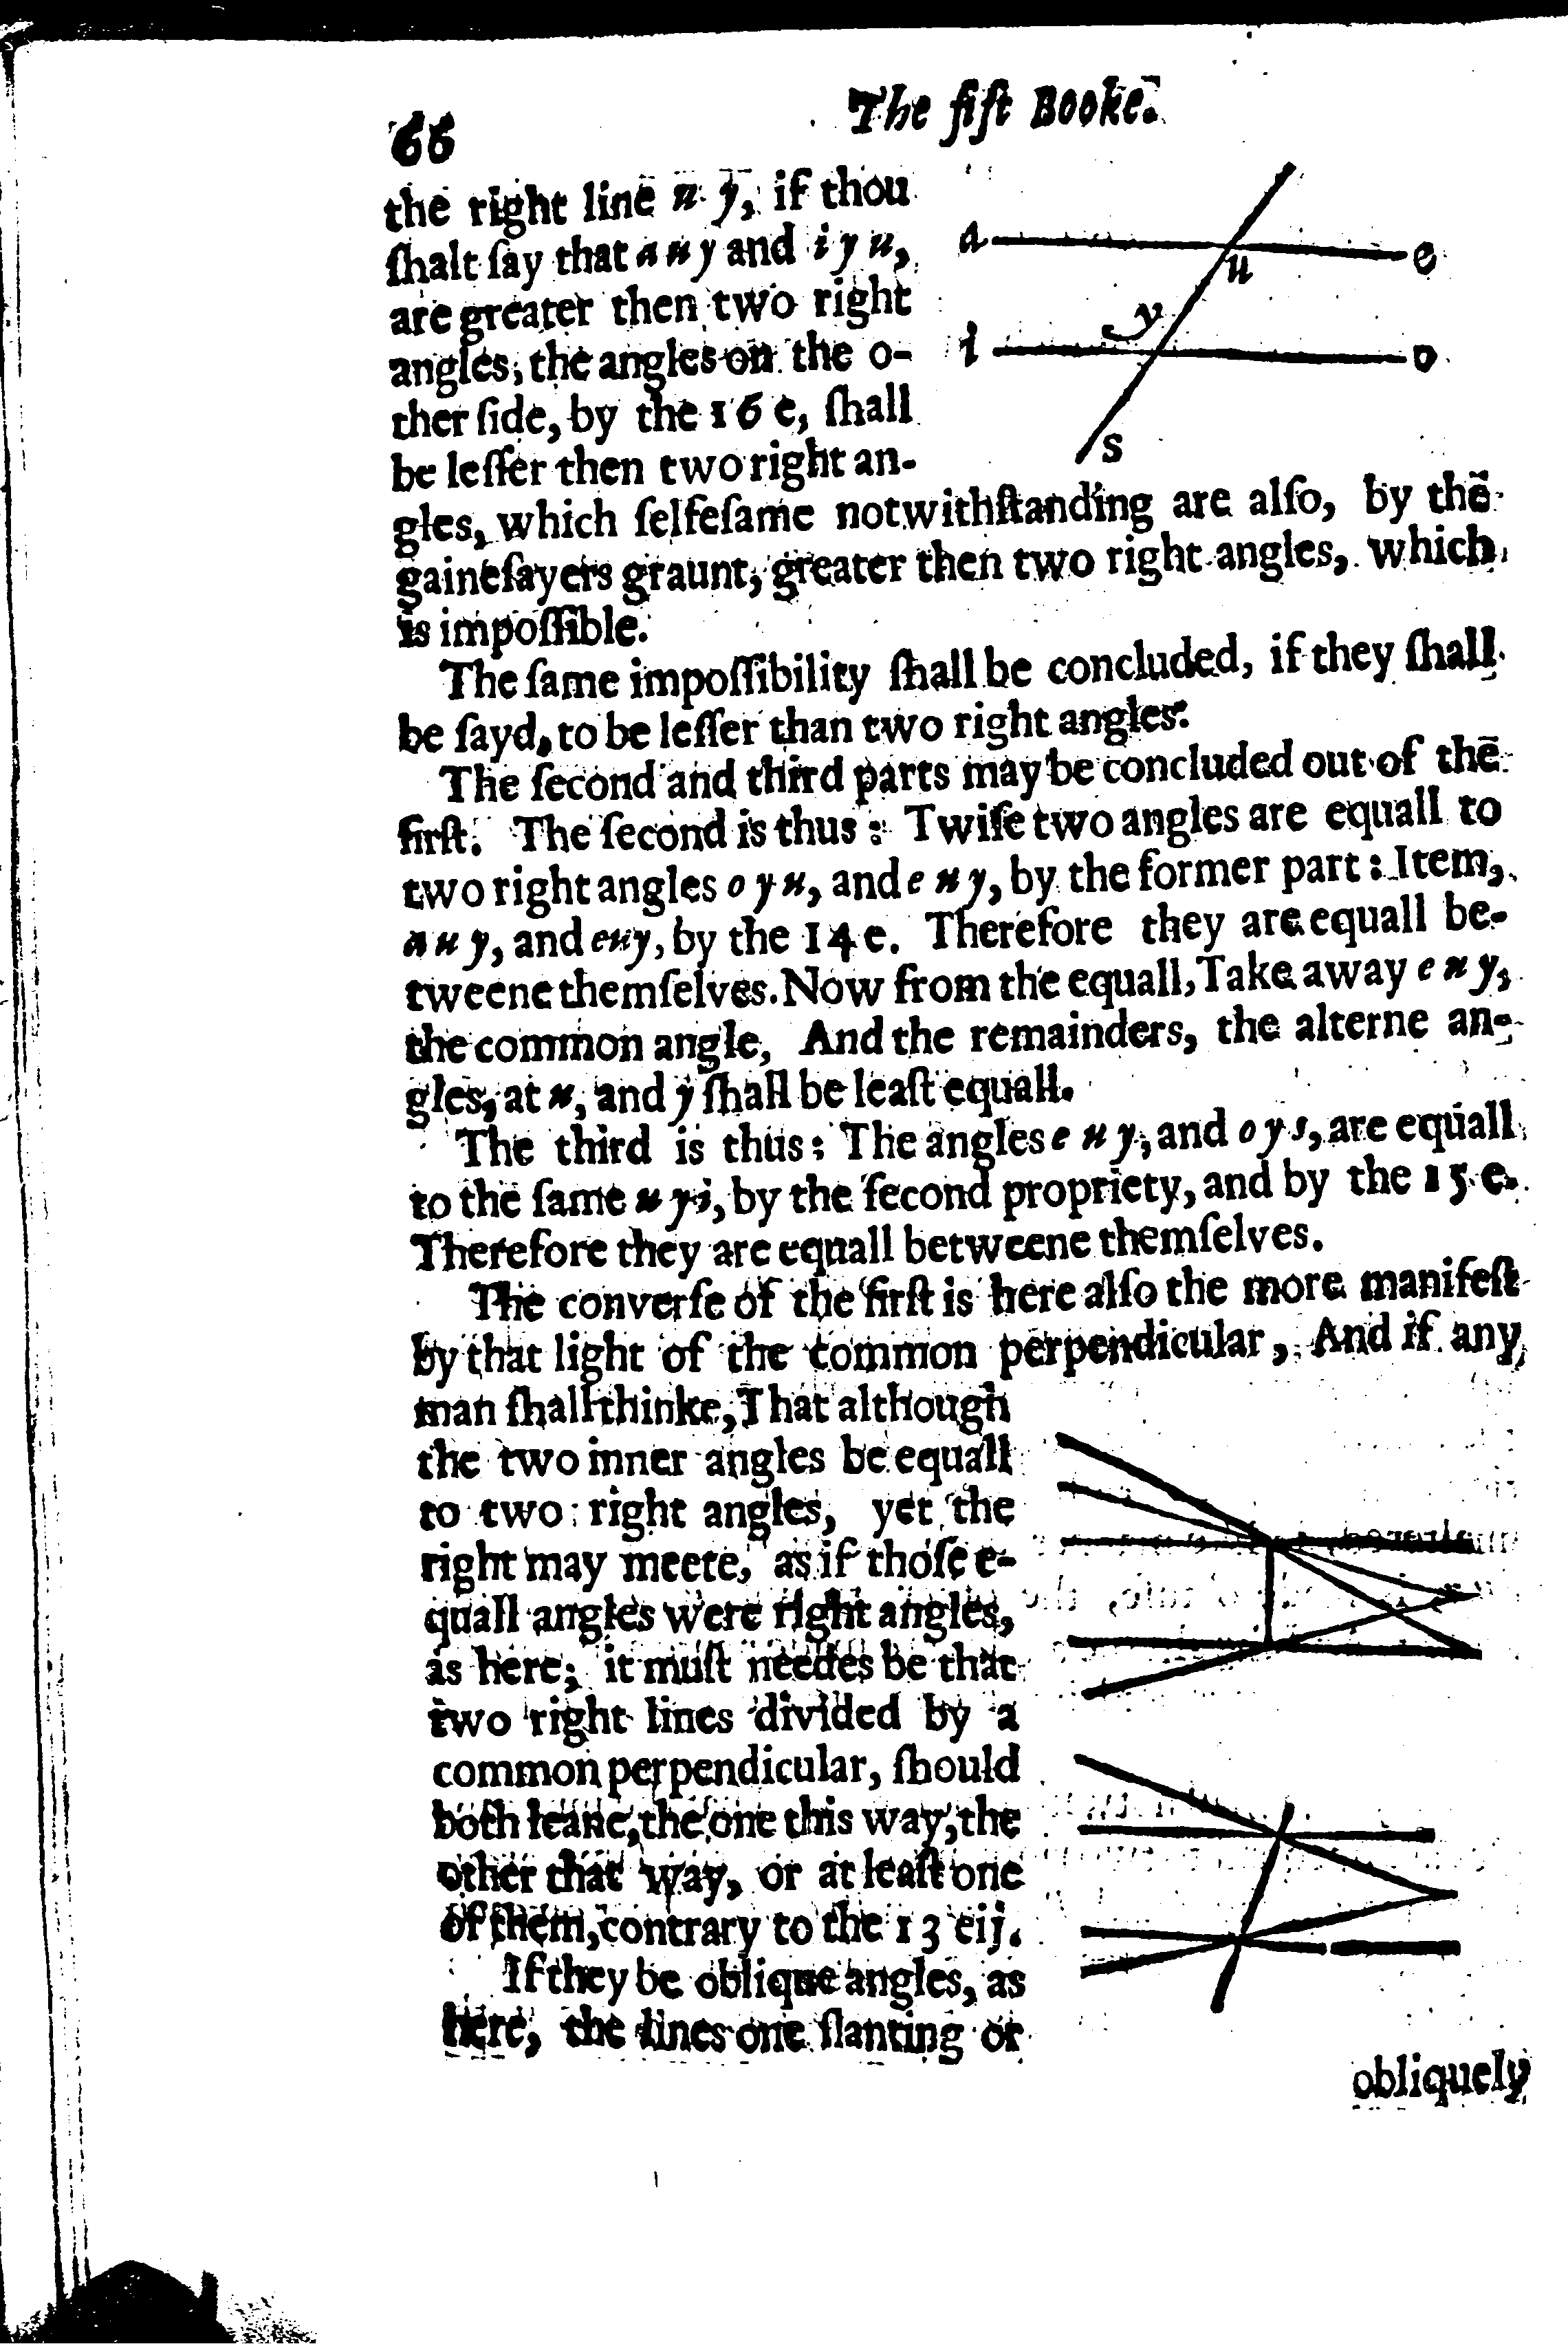 66
The fift Booke.
the right line u y, if thou
ſhalt ſay that a u y and i y u,
are greater then two right
angles, the angles on the o-
ther ſide, by the 16 e, ſhall
be leſſer then two right an-
gles, which ſelfeſame notwithſtanding are alſo, by the
gaineſayers graunt, greater then two right angles, which
is impoſſible.
The ſame impoſſibility ſhall be concluded, if they ſhall
be ſayd, to be leſſer than two right angles.
The ſecond and third parts may be concluded out of the
firſt. The ſecond is thus: Twiſe two angles are equall to
two right angles o y u, and e u y, by the former part: Item,
a u y, and euy, by the 14 e. Therefore they are equall be-
tweene themſelves. Now from the equall, Take away e u y,
the common angle, And the remainders, the alterne an-
gles, at u, and y ſhall be leaſt equall.
The third is thus: The angles e u y, and o y s, are equall
to the ſame u y i, by the ſecond propriety, and by the 15 e.
Therefore they are equall betweene themſelves.
The converſe of the firſt is here alſo the more manifeſt
by that light of the common perpendicular, And if any
man ſhall thinke, That although
the two inner angles be equall
to two right angles, yet the
right may meete, as if thoſe e-
quall angles were right angles,
as here; it muſt needes be that
two right lines divided by a
common perpendicular, ſhould
both leane, the one this way, the
other that way, or at leaſt one
of them, contrary to the 13 eij.
If they be oblique angles, as
here, the lines one ſlanting or
obliquely
a
e
u
y
i
o
s